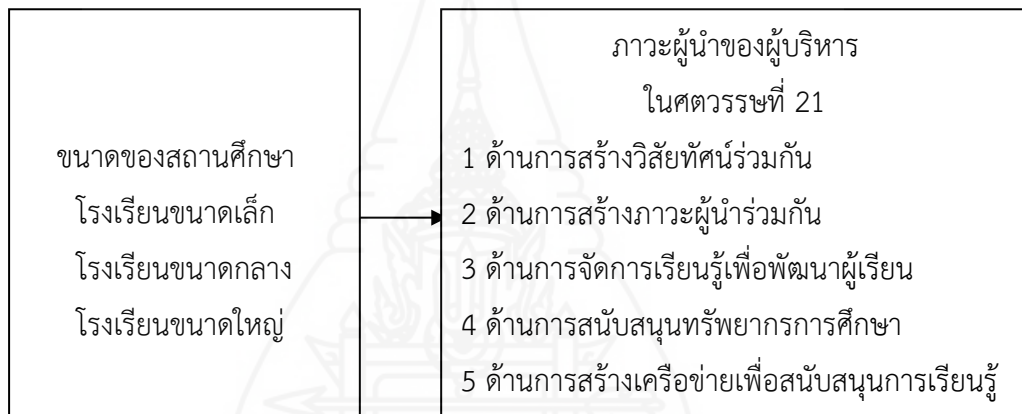 ขนาดของสถานศึกษา
โรงเรียนขนาดเล็ก
โรงเรียนขนาดกลาง
โรงเรียนขนาดใหญ่
ภาวะผู้นำของผู้บริหาร
ในศตวรรษที่ 21
1 ด้านการสร้างวิสัยทัศน์ร่วมกัน
2 ด้านการสร้างภาวะผู้นำร่วมกัน
3 ด้านการจัดการเรียนรู้เพื่อพัฒนาผู้เรียน
4 ด้านการสนับสนุนทรัพยากรการศึกษา
5 ด้านการสร้างเครือข่ายเพื่อสนับสนุนการเรียนรู้